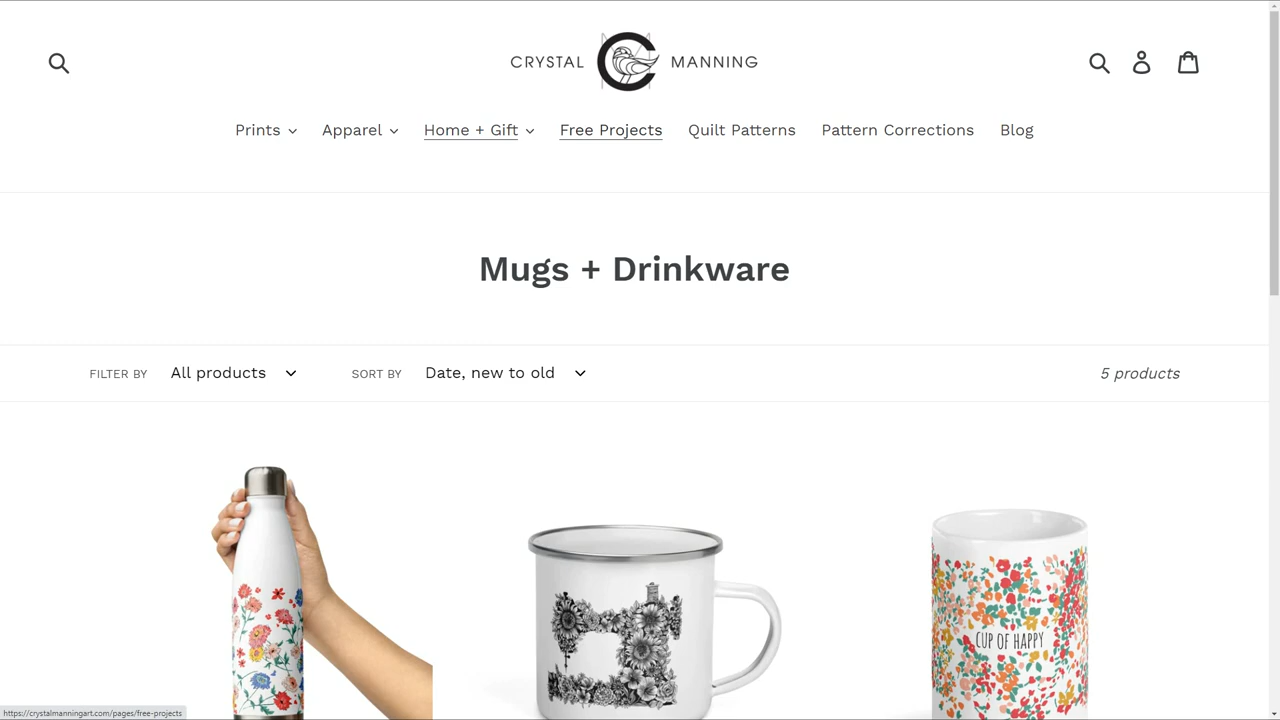 CRYSTAL C MANNING
Prints Apparel Home + Gift Free Projects Quilt Patterns Pattern Corrections Blog
Mugs + Drinkware
FILTER BY All products SORT BY Date, new to old 5 products
CUP OF HAPPY
https://crystalmanningart.com/pages/free-projects